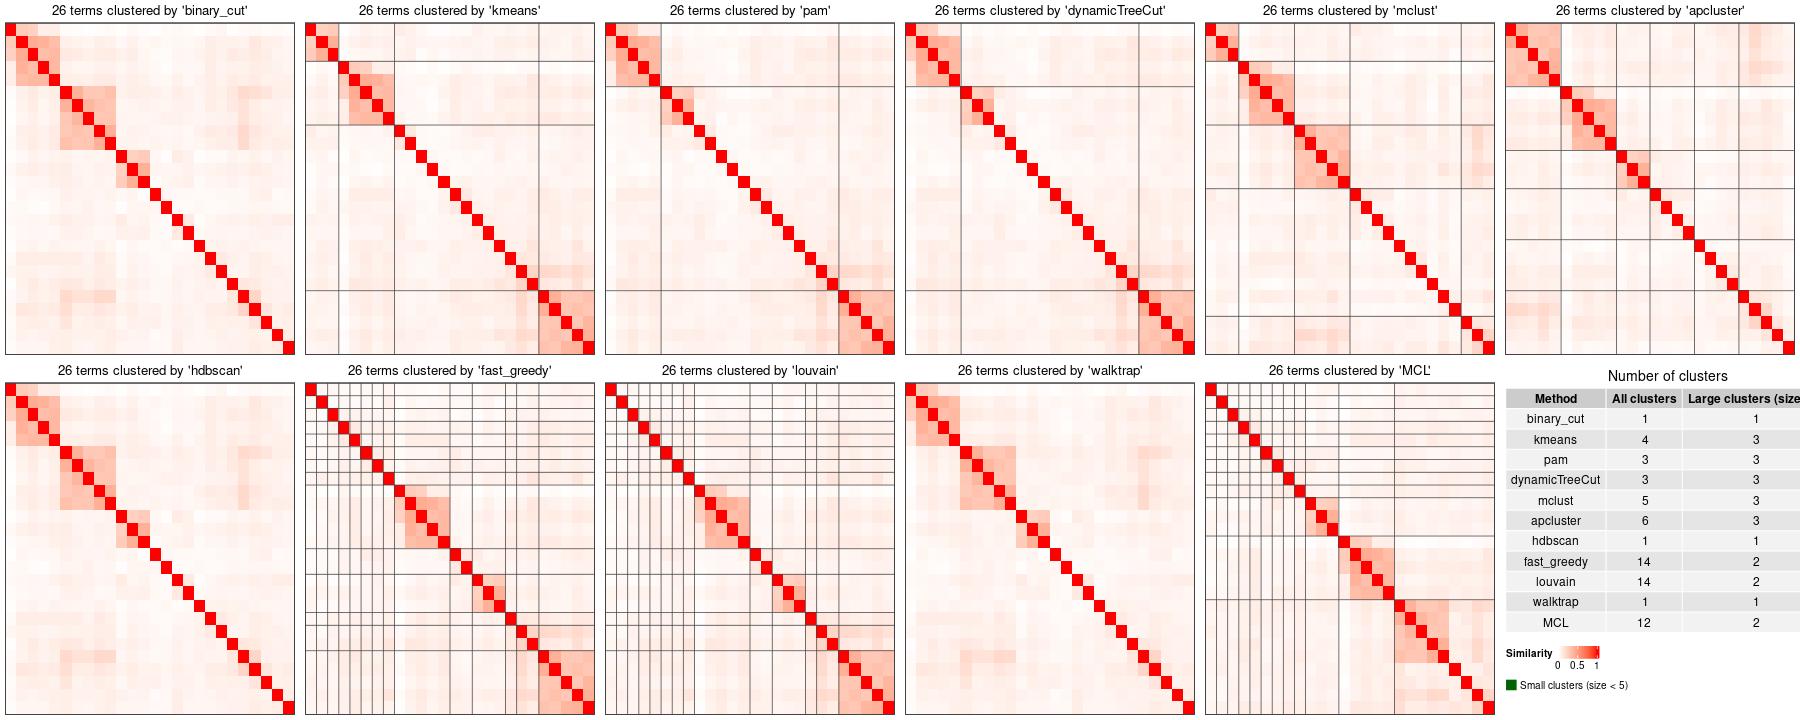 26 terms clustered by 'binary_cut'
26 terms clustered by 'kmeans'
26 terms clustered by 'pam'
26 terms clustered by 'dynamicTreeCut'
26 terms clustered by 'mclust'
26 terms clustered by 'apcluster'
26 terms clustered by 'hdbscan'
26 terms clustered by 'fast_greedy'
26 terms clustered by 'louvain'
26 terms clustered by 'walktrap'
26 terms clustered by 'MCL'
Number of clusters
Method All clusters Large clusters (size
binary_cut 1 1
kmeans 4 3
pam 3 3
dynamicTreeCut 3 3
mclust 5 3
apcluster 6 3
hdbscan 1 1
fast_greedy 14 2
louvain 14 2
walktrap 1 1
MCL 12 2
Similarity
0 0.5 1
Small clusters (size < 5)